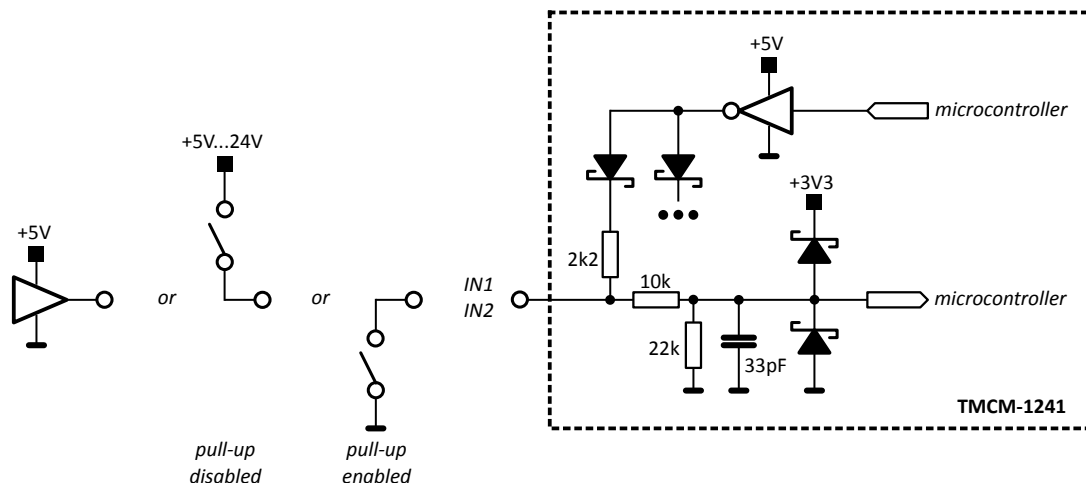 +5V
microcontroller
+5V...24V
+3V3
+5V
2k2
or
or
IN1
IN2
10k
microcontroller
22k
33pF
TMCM-1241
pull-up
disabled
pull-up
enabled